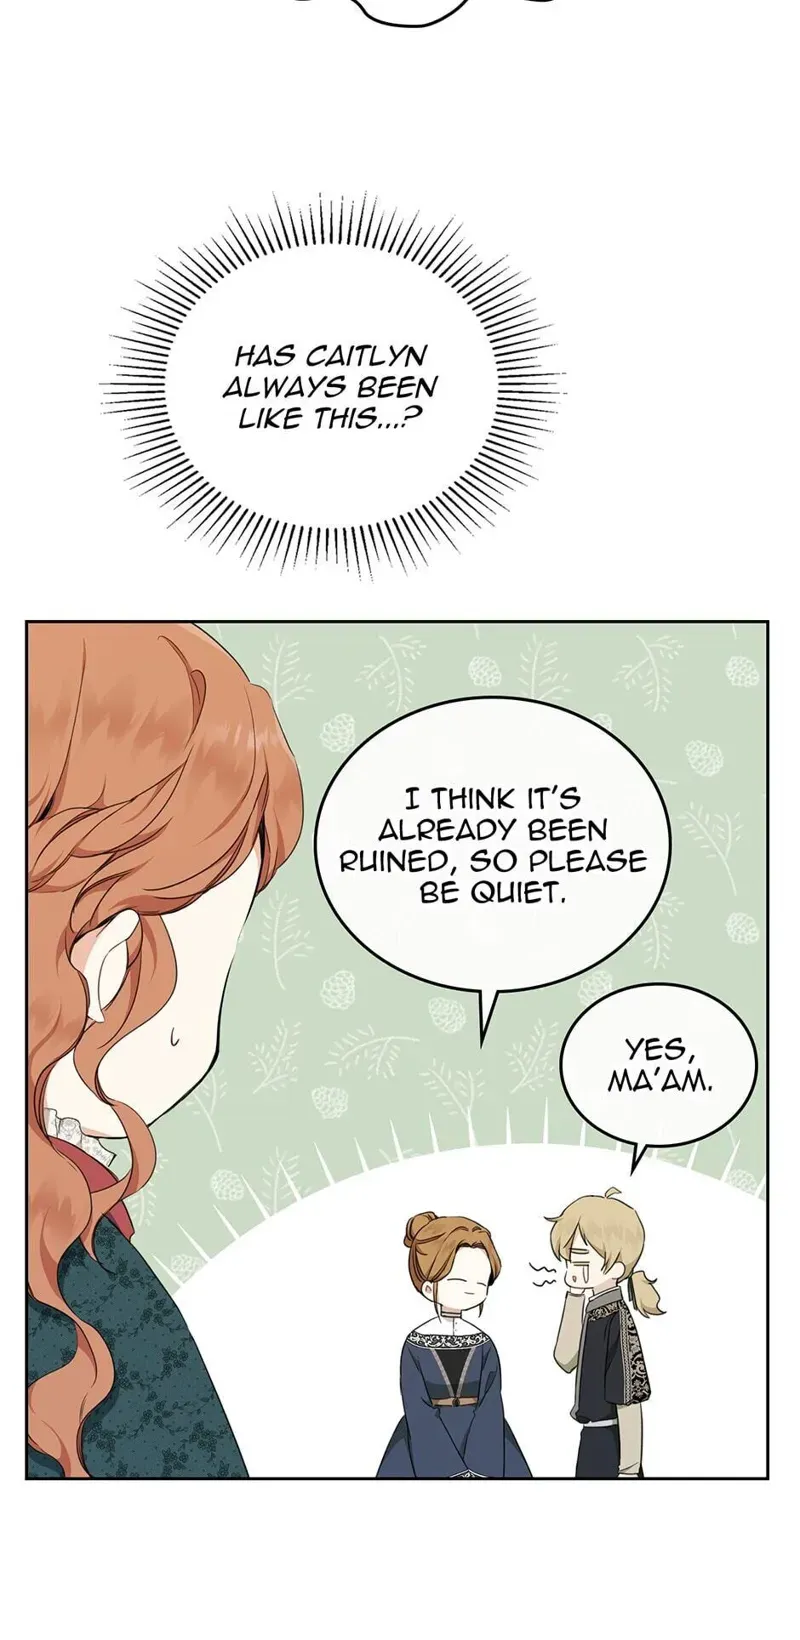 HAS CAITLYN
ALWAYS BEEN
LIKE THIS...?
I THINK IT'S
ALREADY BEEN
RUINED, SO PLEASE
BE QUIET.
YES,
MA'AM.